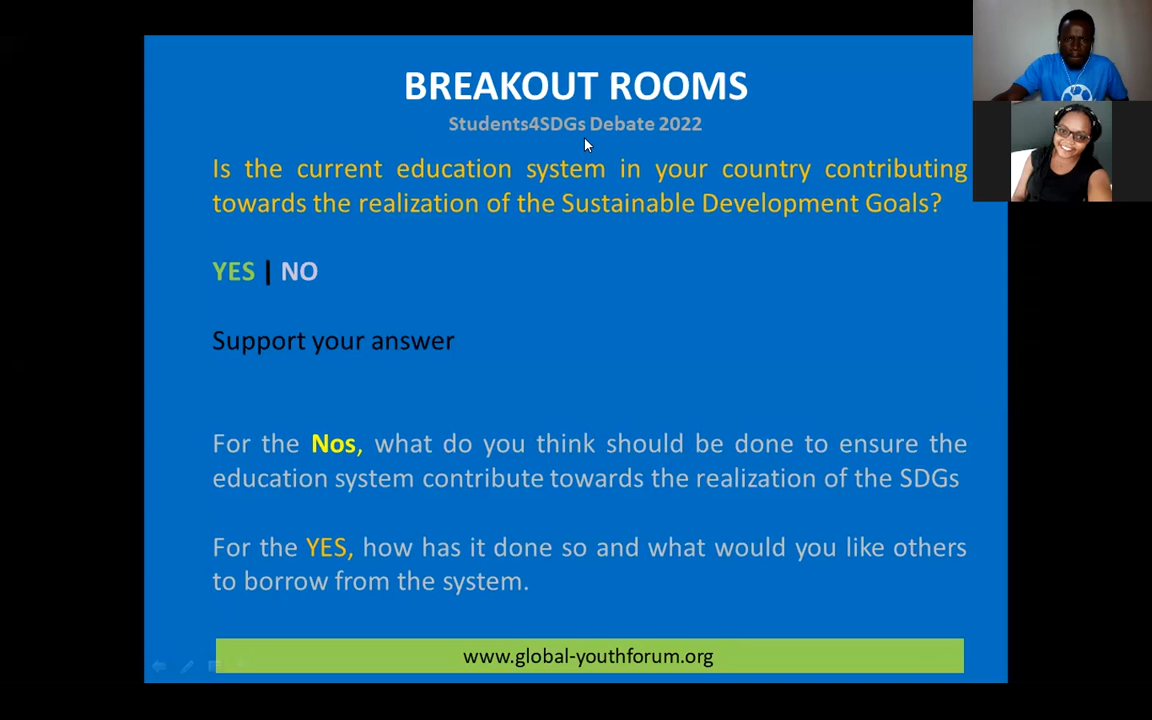 BREAKOUT ROOMS
Students4SDGs Debate 2022
Is the current education system in your country contributing
towards the realization of the Sustainable Development Goals?
YES | NO
Support your answer
For the Nos, what do you think should be done to ensure the
education system contribute towards the realization of the SDGs
For the YES, how has it done so and what would you like others
to borrow from the system.
www.global-youthforum.org